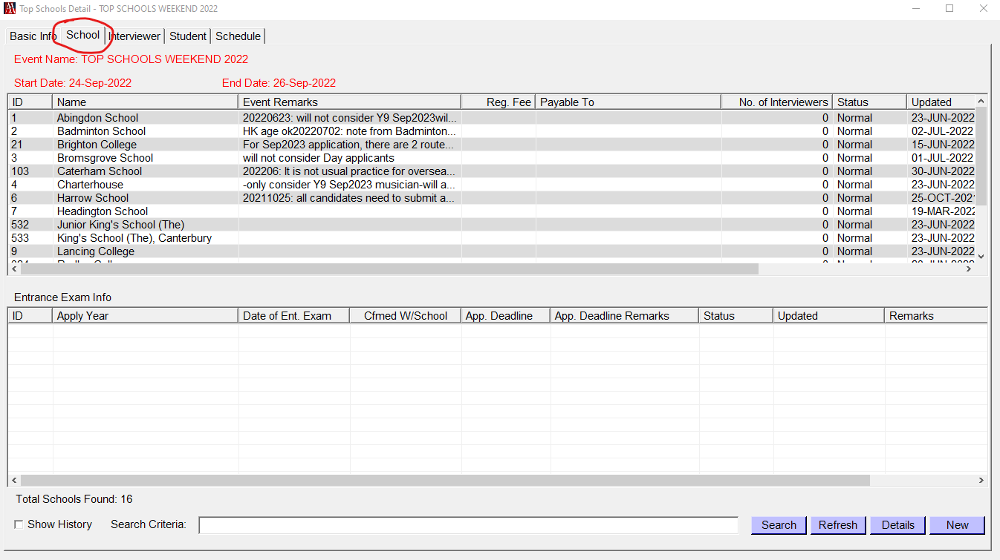 Top Schools Detail - TOP SCHOOLS WEEKEND 2022
Basic Info School Interviewer Student Schedule
Event Name: TOP SCHOOLS WEEKEND 2022
Start Date: 24-Sep-2022 End Date: 26-Sep-2022
ID Name Event Remarks Reg. Fee Payable To No. of Interviewers Status Updated
1 Abingdon School 20220623: will not consider Y9 Sep2023wil... 0 Normal 23-JUN-2022
2 Badminton School HK age ok20220702: note from Badminton... 0 Normal 02-JUL-2022
21 Brighton College For Sep2023 application, there are 2 route... 0 Normal 15-JUN-2022
3 Bromsgrove School will not consider Day applicants 0 Normal 01-JUL-2022
103 Caterham School 202206: It is not usual practice for oversea... 0 Normal 30-JUN-2022
4 Charterhouse -only consider Y9 Sep2023 musician-will a... 0 Normal 23-JUN-2022
6 Harrow School 20211025: all candidates need to submit a... 0 Normal 25-OCT-202
7 Headington School 0 Normal 19-MAR-2022
532 Junior King's School (The) 0 Normal 23-JUN-2022
533 King's School (The), Canterbury 0 Normal 23-JUN-2022
9 Lancing College 0 Normal 23-JUN-2022
Entrance Exam Info
ID Apply Year Date of Ent. Exam Cfmed W/School App. Deadline App. Deadline Remarks Status Updated Remarks
Total Schools Found: 16
Show History Search Criteria: Search Refresh Details New